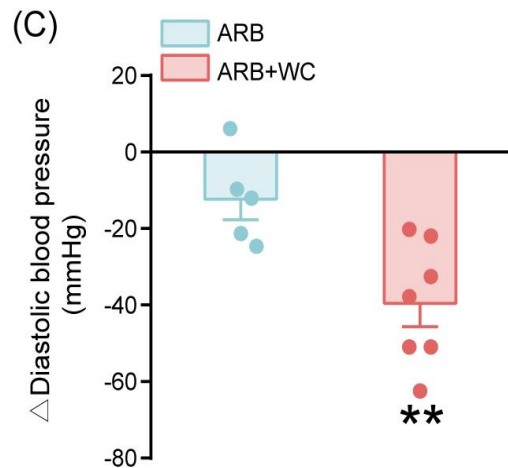 (C)
ARB
ARB+WC
△Diastolic blood pressure
(mmHg)
20
0
-20
-40
-60
-80
**